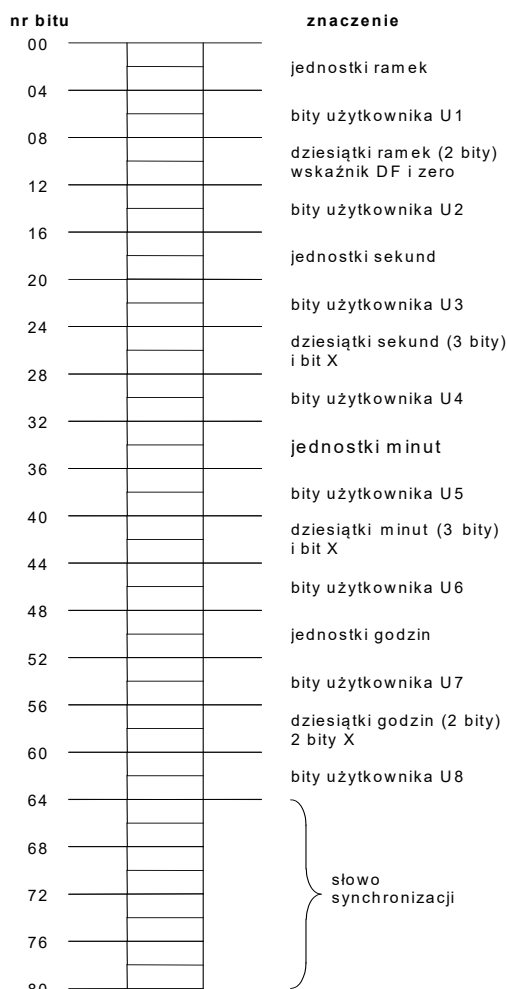 nr bitu znaczenie
00
jednostki ramek
04
bity użytkownika U1
08
dziesiątki ramek (2 bity)
wskaźnik DF i zero
12
bity użytkownika U2
16
jednostki sekund
20
bity użytkownika U3
24
dziesiątki sekund (3 bity)
i bit X
28
bity użytkownika U4
32
jednostki minut
36
bity użytkownika U5
40
dziesiątki minut (3 bity)
i bit X
44
bity użytkownika U6
48
jednostki godzin
52
bity użytkownika U7
56
dziesiątki godzin (2 bity)
2 bity X
60
bity użytkownika U8
64
68
słowo
72
synchronizacji
76
80